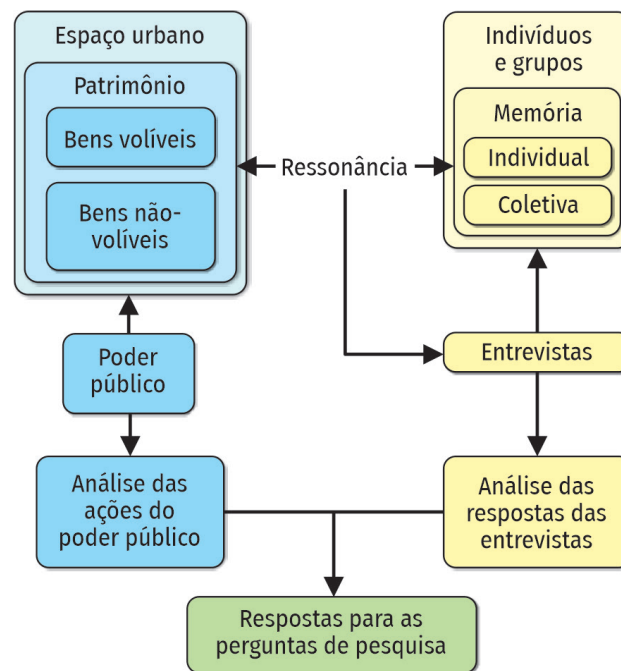 Espaço urbano
Patrimônio
Bens volíveis
Bens não-
volíveis
Ressonância
Indivíduos
e grupos
Memória
Individual
Coletiva
Poder
público
Entrevistas
Análise das
ações do
poder público
Análise das
respostas das
entrevistas
Respostas para as
perguntas de pesquisa